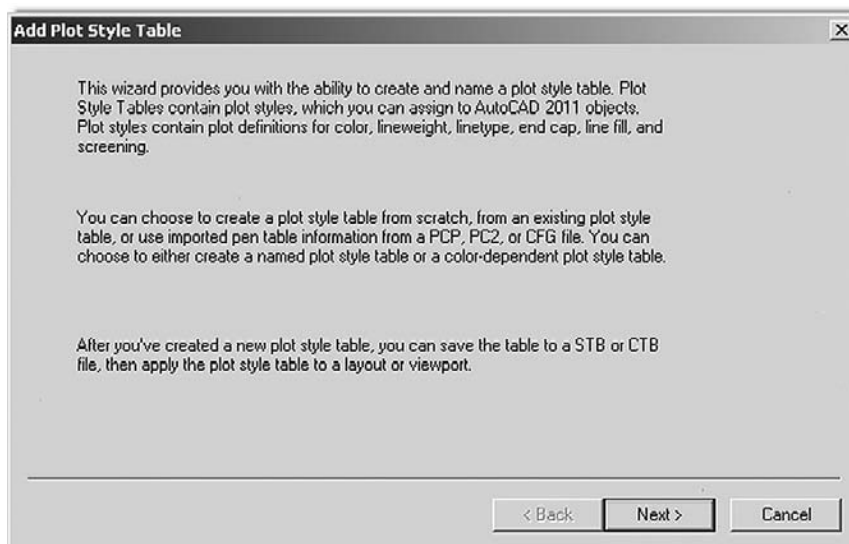 Add Plot Style Table
This wizard provides you with the ability to create and name a plot style table. Plot
Style Tables contain plot styles, which you can assign to AutoCAD 2011 objects.
Plot styles contain plot definitions for color, lineweight, linetype, end cap, line fill, and
screening.
You can choose to create a plot style table from scratch, from an existing plot style
table, or use imported pen table information from a PCP, PC2, or CFG file. You can
choose to either create a named plot style table or a color-dependent plot style table.
After you've created a new plot style table, you can save the table to a STB or CTB
file, then apply the plot style table to a layout or viewport.
< Back Next > Cancel